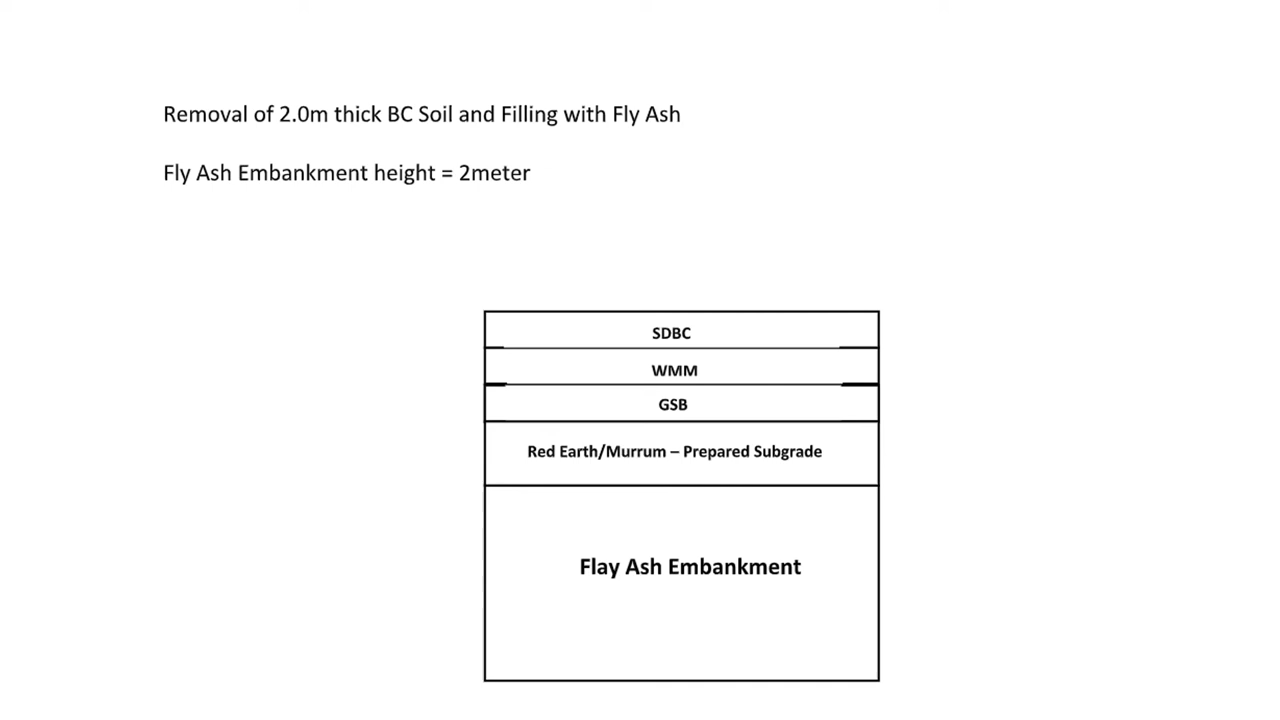 Removal of 2.0m thick BC Soil and Filling with Fly Ash
Fly Ash Embankment height = 2meter
SDBC
WMM
GSB
Red Earth/Murrum – Prepared Subgrade
Flay Ash Embankment